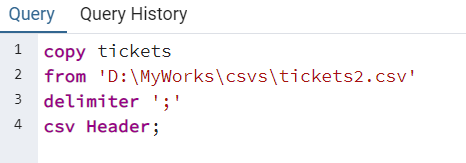 Query Query History
1 copy tickets
2 from 'D:\MyWorks\csvs\tickets2.csv'
3 delimiter ';'
4 csv Header;